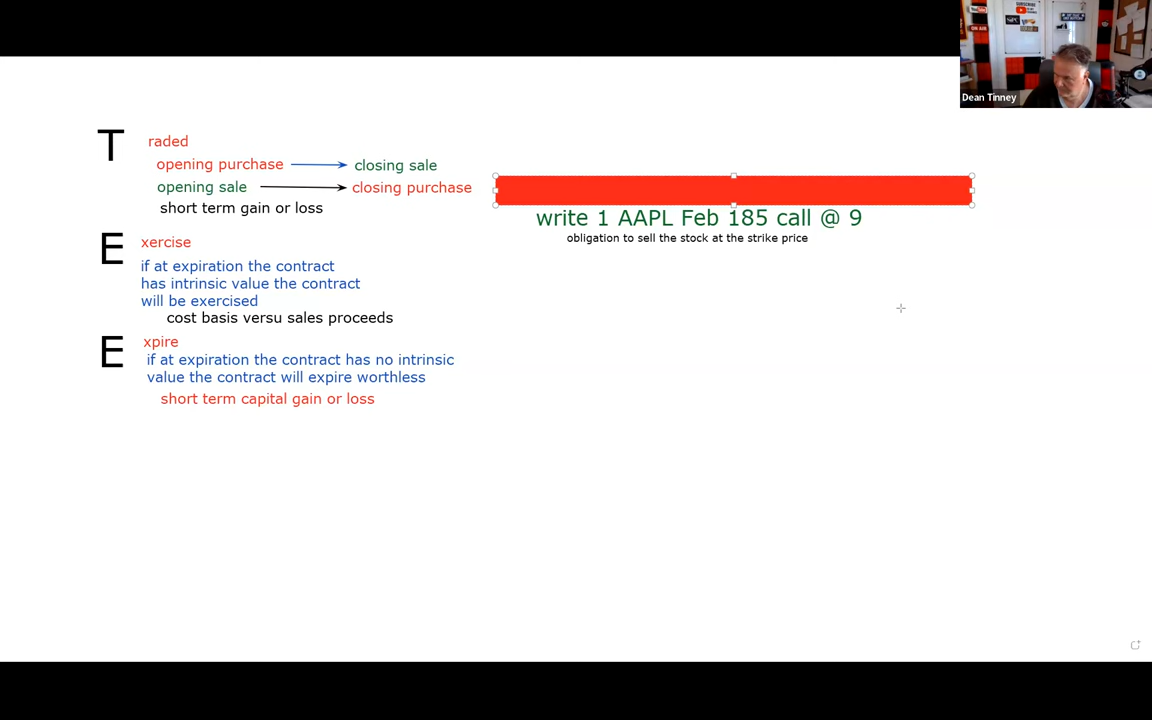 T raded
opening purchase closing sale
opening sale closing purchase
short term gain or loss
E xercise
if at expiration the contract
has intrinsic value the contract
will be exercised
cost basis versu sales proceeds
E xpire
if at expiration the contract has no intrinsic
value the contract will expire worthless
short term capital gain or loss
write 1 AAPL Feb 185 call @ 9
obligation to sell the stock at the strike price
SUBSCRIBE
ON AIR
Dean Tinney